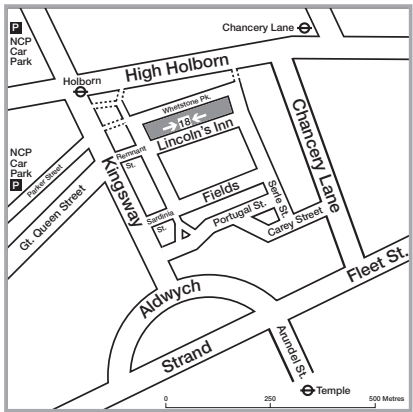 Chancery Lane
P
NCP
Car
Park
Holborn
High Holborn
Whetstone Pk.
18
Lincoln's Inn
Chancery Lane
NCP
Car
Park
P
Remnant
St.
Parker Street
Kingsway
Gt. Queen Street
Fields
Serle St.
Sardinia
St.
Portugal St.
Carey Street
Fleet St.
Aldwych
Strand
Arundel St.
Temple
0 250 500 Metres